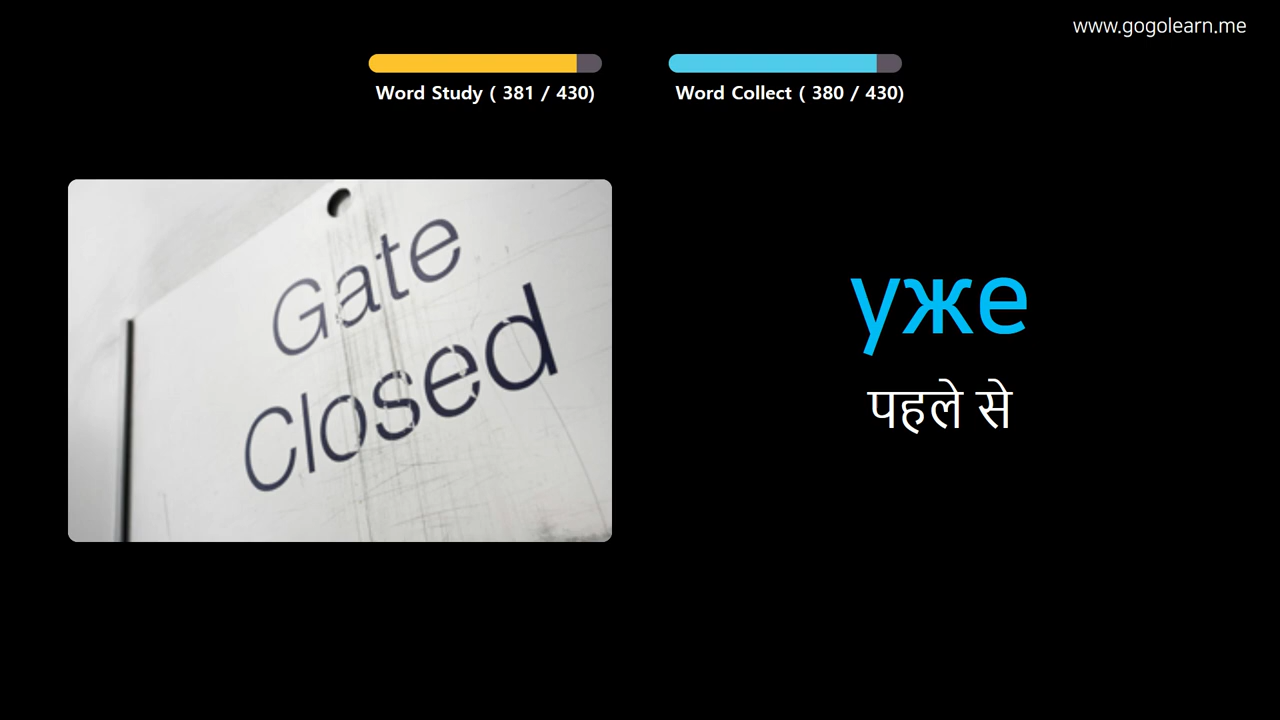 www.gogolearn.me
Word Study ( 381 / 430)
Word Collect ( 380 / 430)
Gate
Closed
уже
पहले से